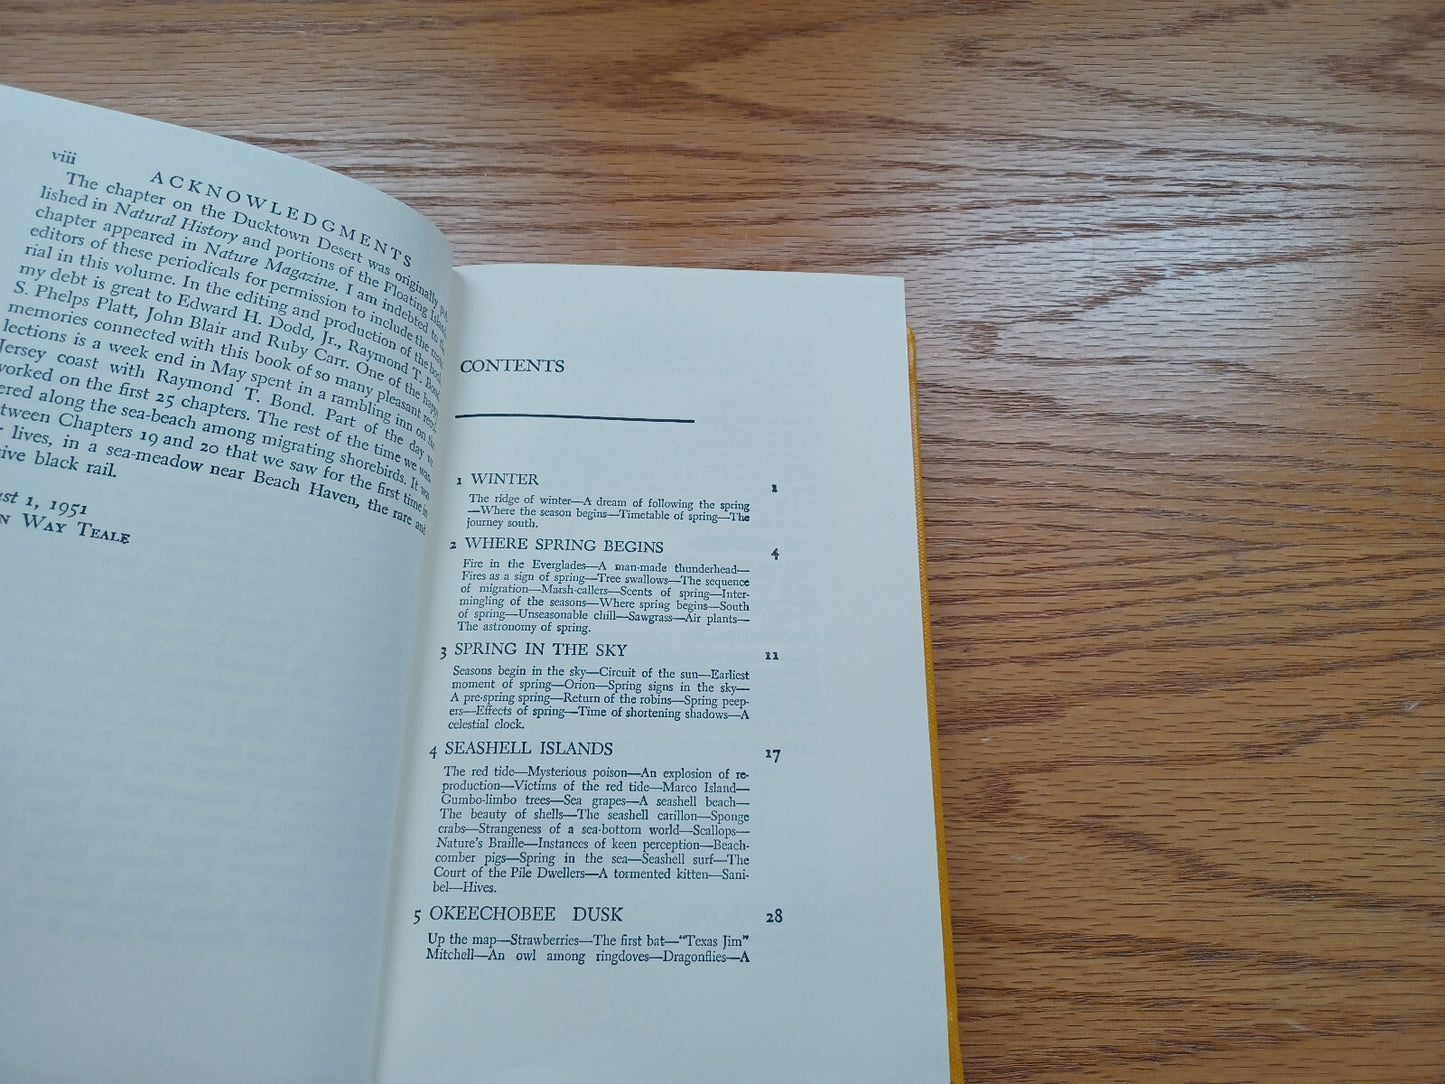 viii
ACKNOWLEDGMENTS
The chapter on the Ducktown Desert was originally pub-
lished in Natural History and portions of the Floating Island
chapter appeared in Nature Magazine. I am indebted to the
editors of these periodicals for permission to include the mate-
rial in this volume. In the editing and production of the book
my debt is great to Edward H. Dodd, Jr., Raymond T. Bond,
S. Phelps Platt, John Blair and Ruby Carr. One of the happy
memories connected with this book of so many pleasant recol-
lections is a week end in May spent in a rambling inn on the
Jersey coast with Raymond T. Bond. Part of the day we
worked on the first 25 chapters. The rest of the time we
ered along the sea-beach among migrating shorebirds. It was
tween Chapters 19 and 20 that we saw for the first time in
lives, in a sea-meadow near Beach Haven, the rare and
sive black rail.
ust 1, 1951
n Way Teale
CONTENTS
1 WINTER 1
The ridge of winter—A dream of following the spring
—Where the season begins—Timetable of spring—The
journey south.
2 WHERE SPRING BEGINS 4
Fire in the Everglades—A man-made thunderhead—
Fires as a sign of spring—Tree swallows—The sequence
of migration—Marsh-callers—Scents of spring—Inter-
mingling of the seasons—Where spring begins—South
of spring—Unseasonable chill—Sawgrass—Air plants—
The astronomy of spring.
3 SPRING IN THE SKY 11
Seasons begin in the sky—Circuit of the sun—Earliest
moment of spring—Orion—Spring signs in the sky—
A pre-spring spring—Return of the robins—Spring peep-
ers—Effects of spring—Time of shortening shadows—A
celestial clock.
4 SEASHELL ISLANDS 17
The red tide—Mysterious poison—An explosion of re-
production—Victims of the red tide—Marco Island—
Gumbo-limbo trees—Sea grapes—A seashell beach—
The beauty of shells—The seashell carillon—Sponge
crabs—Strangeness of a sea-bottom world—Scallops—
Nature's Braille—Instances of keen perception—Beach-
comber pigs—Spring in the sea—Seashell surf—The
Court of the Pile Dwellers—A tormented kitten—Sani-
bel—Hives.
5 OKEECHOBEE DUSK 28
Up the map—Strawberries—The first bat—"Texas Jim"
Mitchell—An owl among ringdoves—Dragonflies—A